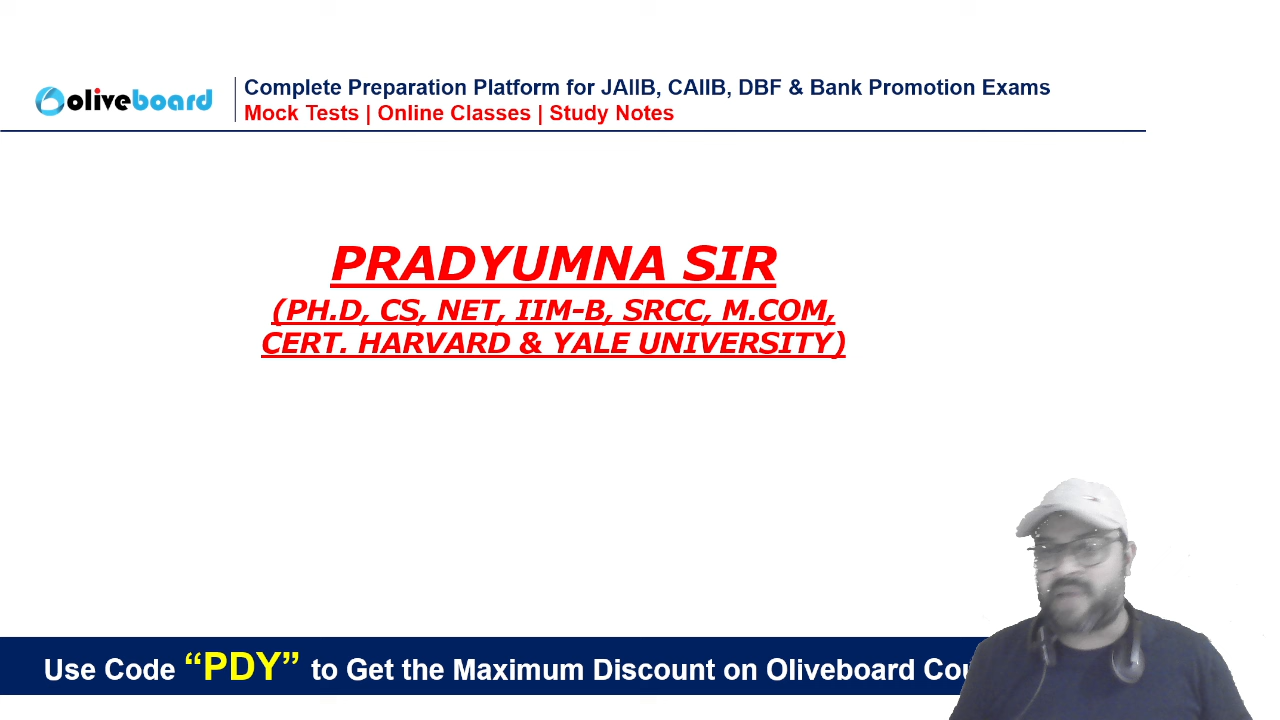 oliveboard
Complete Preparation Platform for JAIIB, CAIIB, DBF & Bank Promotion Exams
Mock Tests | Online Classes | Study Notes
PRADYUMNA SIR
(PH.D, CS, NET, IIM-B, SRCC, M.COM,
CERT. HARVARD & YALE UNIVERSITY)
Use Code “PDY” to Get the Maximum Discount on Oliveboard